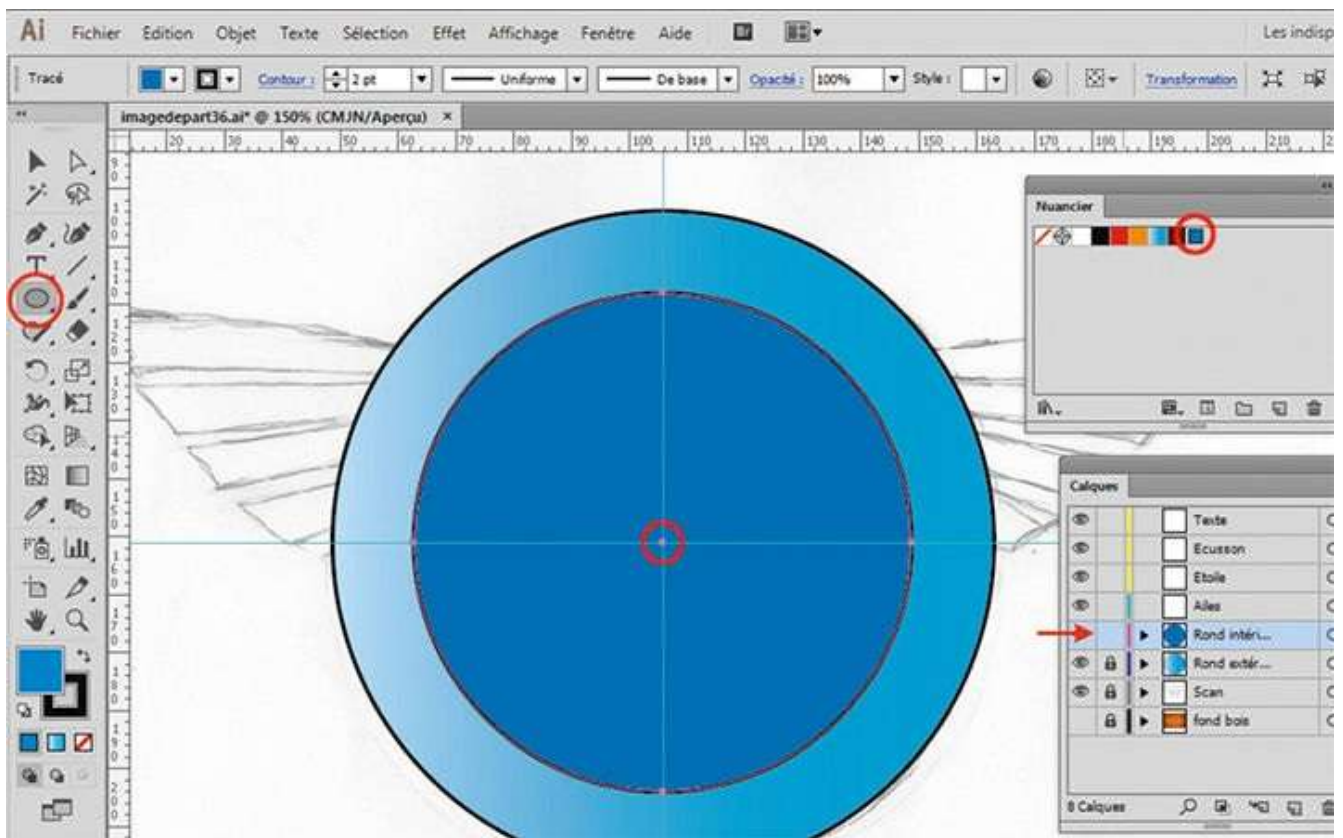 Ai Fichier Edition Objet Texte Sélection Effet Affichage Fenêtre Aide Br Les indisp
Tracé Contour : 2 pt Uniforme De base Opacité : 100% Style : Transformation
imagedepart36.ai* @ 150% (CMJN/Aperçu) ×
20 30 40 50 60 70 80 90 100 110 120 130 140 150 160 170 180 190 200 210
Nuancier
Calques
Texte
Ecusson
Etoile
Ailes
Rond intéri...
Rond extér...
Scan
fond bois
8 Calques